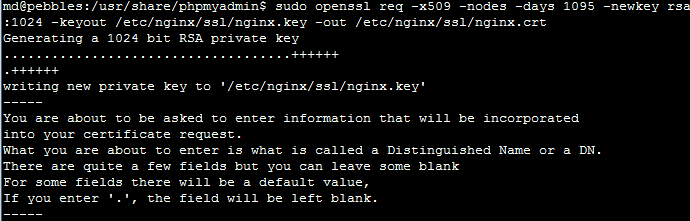 md@pebbles:/usr/share/phpmyadmin$ sudo openssl req -x509 -nodes -days 1095 -newkey rsa
:1024 -keyout /etc/nginx/ssl/nginx.key -out /etc/nginx/ssl/nginx.crt
Generating a 1024 bit RSA private key
....................................++++++
.++++++
writing new private key to '/etc/nginx/ssl/nginx.key'
-----
You are about to be asked to enter information that will be incorporated
into your certificate request.
What you are about to enter is what is called a Distinguished Name or a DN.
There are quite a few fields but you can leave some blank
For some fields there will be a default value,
If you enter '.', the field will be left blank.
-----